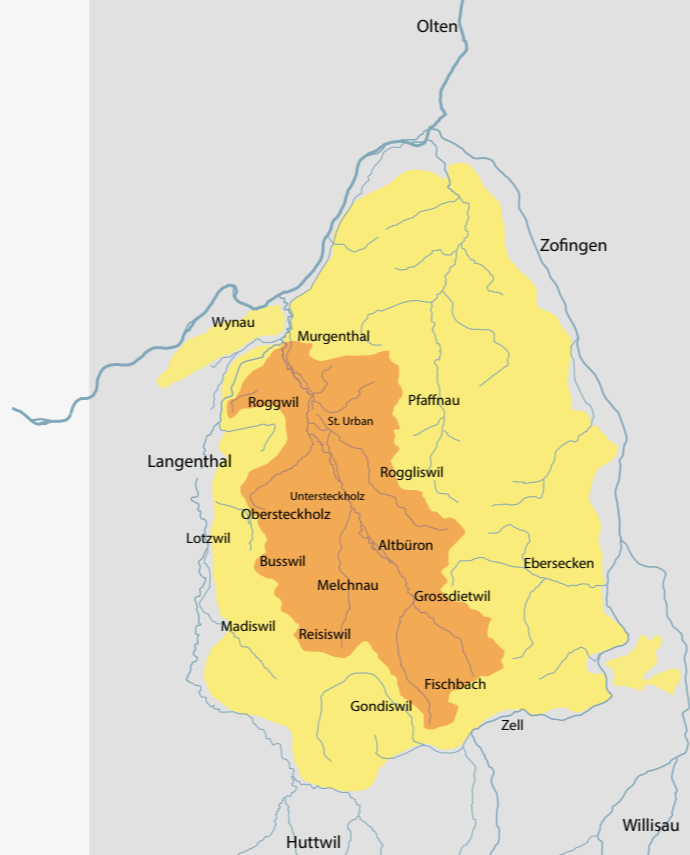 Olten
Zofingen
Wynau
Murgenthal
Roggwil
Pfaffnau
St. Urban
Langenthal
Roggliswil
Untersteckholz
Obersteckholz
Lotzwil
Altbüron
Busswil
Ebersecken
Melchnau
Grossdietwil
Madiswil
Reisiswil
Fischbach
Gondiswil
Zell
Willisau
Huttwil